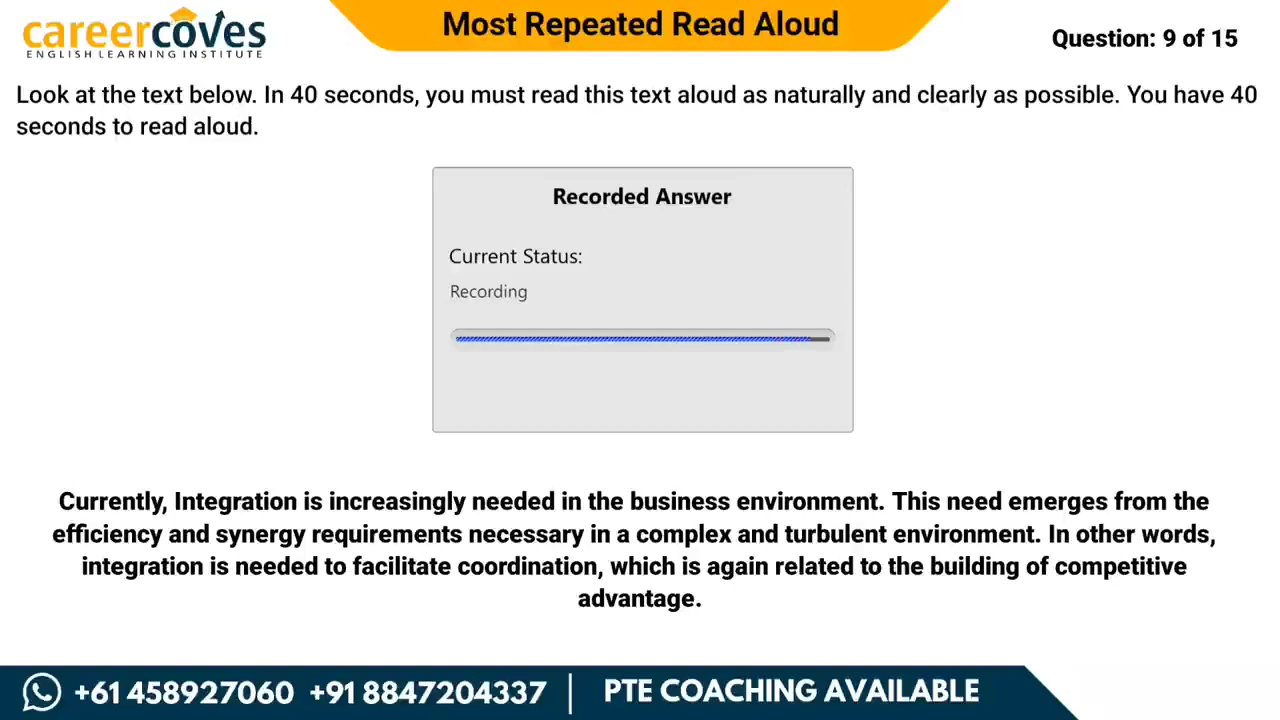 careercoves
ENGLISH LEARNING INSTITUTE
Most Repeated Read Aloud
Question: 9 of 15
Look at the text below. In 40 seconds, you must read this text aloud as naturally and clearly as possible. You have 40
seconds to read aloud.
Recorded Answer
Current Status:
Recording
Currently, Integration is increasingly needed in the business environment. This need emerges from the
efficiency and synergy requirements necessary in a complex and turbulent environment. In other words,
integration is needed to facilitate coordination, which is again related to the building of competitive
advantage.
+61 458927060 +91 8847204337 | PTE COACHING AVAILABLE